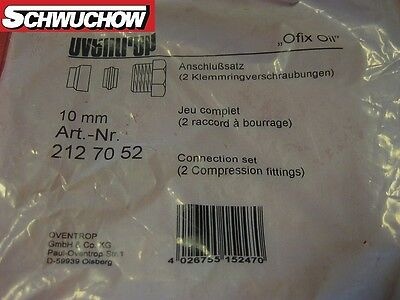 SCHWUCHOW
oventrop
„Ofix Oil"
Anschlußsatz
(2 Klemmringverschraubungen)
10 mm
Jeu complet
(2 raccord à bourrage)
Art.-Nr.
212 70 52
Connection set
(2 Compression fittings)
OVENTROP
GmbH & Co. KG
Paul-Oventrop Str.1
D-59939 Olsberg
4 026755 152470